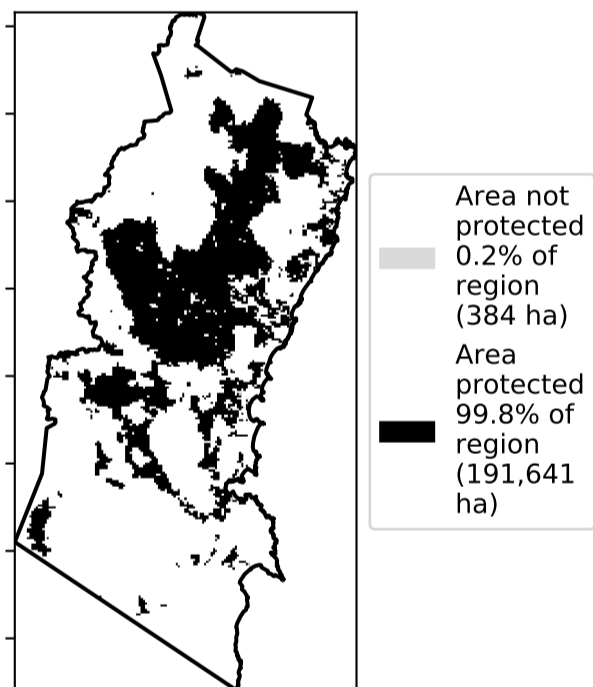 Area not
protected
0.2% of
region
(384 ha)
Area
protected
99.8% of
region
(191,641
ha)